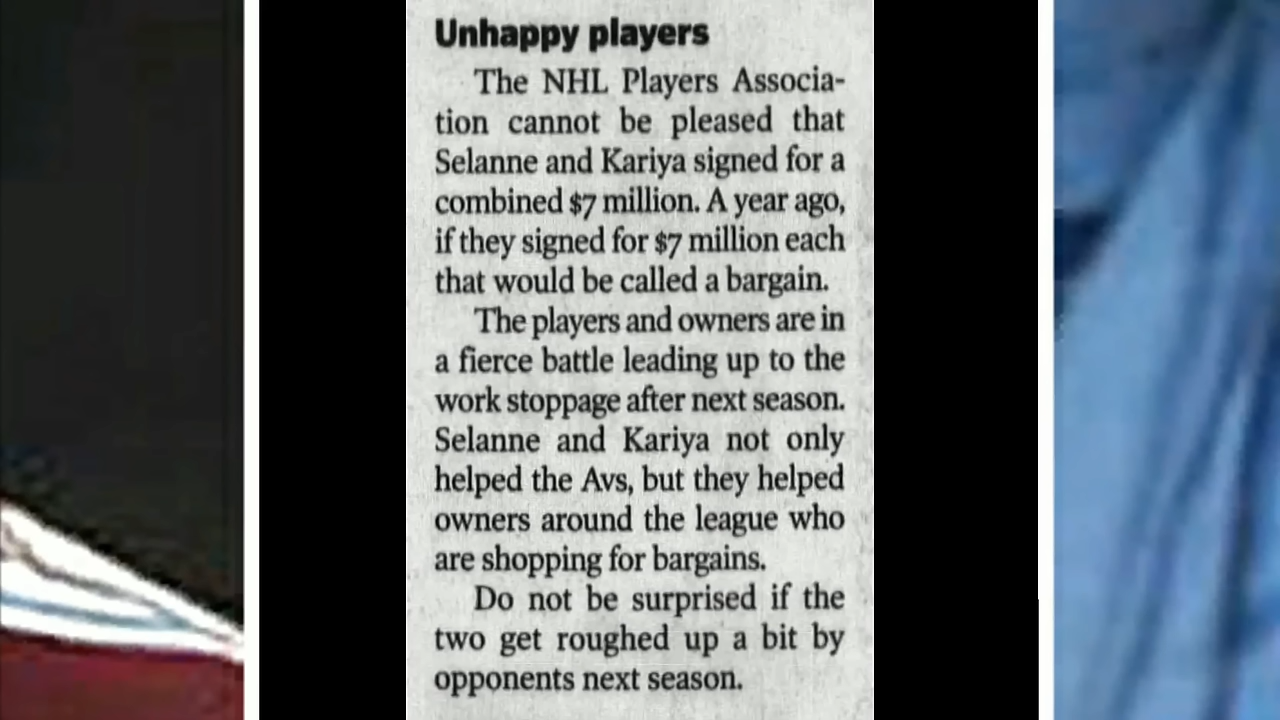 Unhappy players
The NHL Players Associa-
tion cannot be pleased that
Selanne and Kariya signed for a
combined $7 million. A year ago,
if they signed for $7 million each
that would be called a bargain.
The players and owners are in
a fierce battle leading up to the
work stoppage after next season.
Selanne and Kariya not only
helped the Avs, but they helped
owners around the league who
are shopping for bargains.
Do not be surprised if the
two get roughed up a bit by
opponents next season.